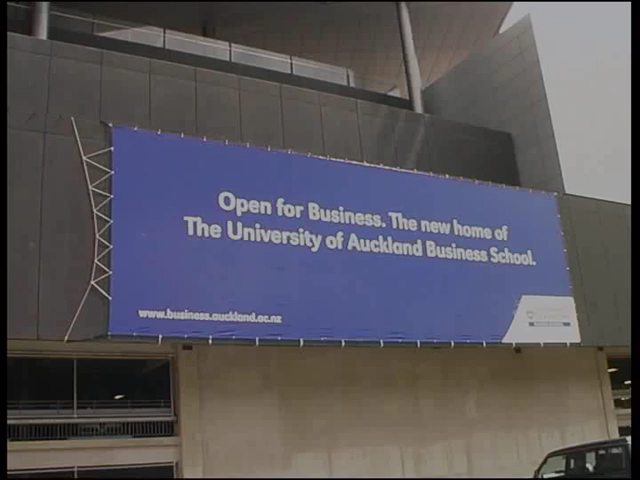 Open for Business. The new home of
The University of Auckland Business School.
www.business.auckland.ac.nz